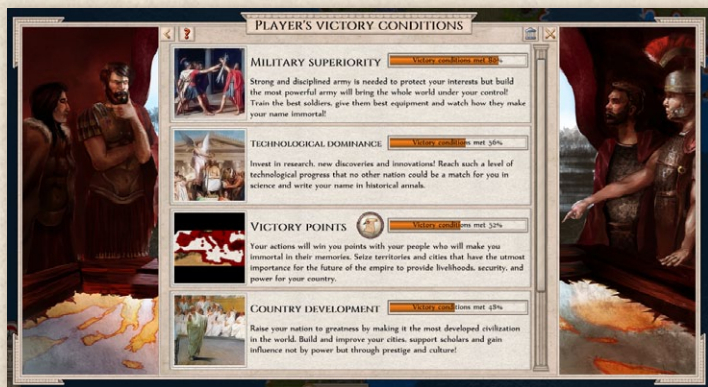 Player's victory conditions
?
Military superiority
Victory conditions met 80%
Strong and disciplined army is needed to protect your interests but build
the most powerful army will bring the whole world under your control!
Train the best soldiers, give them best equipment and watch how they make
your name immortal!
Technological dominance
Victory conditions met 56%
Invest in research, new discoveries and innovations! Reach such a level of
technological progress that no other nation could be a match for you in
science and write your name in historical annals.
Victory points
Victory conditions met 52%
Your actions will win you points with your people who will make you
immortal in their memories. Seize territories and cities that have the utmost
importance for the future of the empire to provide livelihoods, security, and
power for your country.
Country development
Victory conditions met 48%
Raise your nation to greatness by making it the most developed civilization
in the world. Build and improve your cities, support scholars and gain
influence not by power but through prestige and culture!